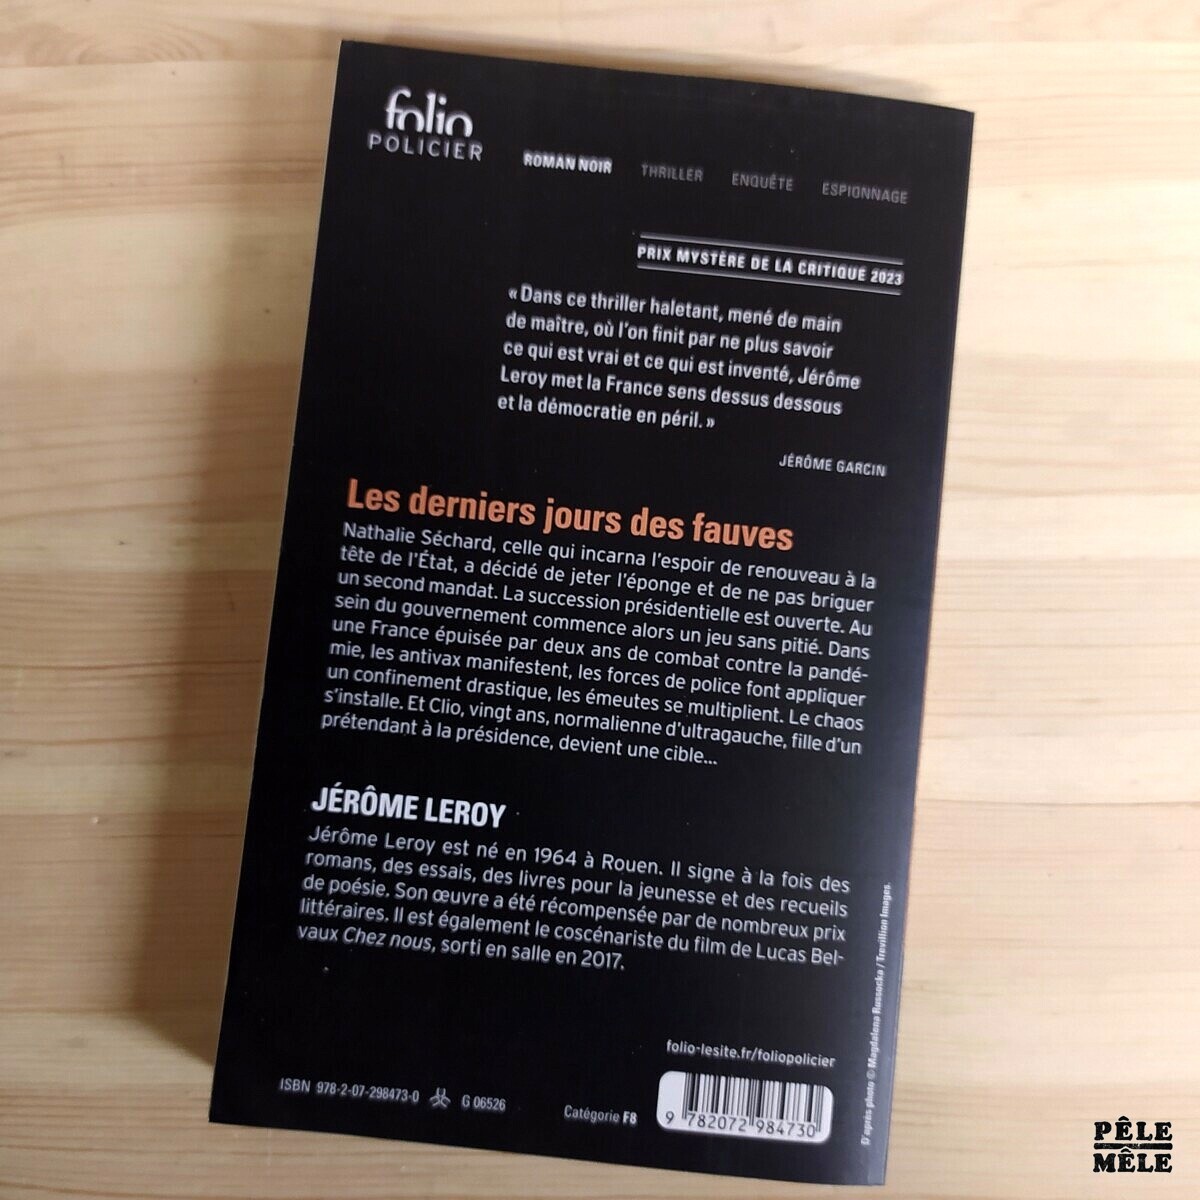 folio
POLICIER
ROMAN NOIR THRILLER ENQUÊTE ESPIONNAGE
PRIX MYSTÈRE DE LA CRITIQUE 2023
« Dans ce thriller haletant, mené de main
de maître, où l'on finit par ne plus savoir
ce qui est vrai et ce qui est inventé, Jérôme
Leroy met la France sens dessus dessous
et la démocratie en péril. »
JÉRÔME GARCIN
Les derniers jours des fauves
Nathalie Séchard, celle qui incarna l'espoir de renouveau à la
tête de l'État, a décidé de jeter l'éponge et de ne pas briguer
un second mandat. La succession présidentielle est ouverte. Au
sein du gouvernement commence alors un jeu sans pitié. Dans
une France épuisée par deux ans de combat contre la pandé-
mie, les antivax manifestent, les forces de police font appliquer
un confinement drastique, les émeutes se multiplient. Le chaos
s'installe. Et Clio, vingt ans, normalienne d'ultragauche, fille d'un
prétendant à la présidence, devient une cible...
JÉRÔME LEROY
Jérôme Leroy est né en 1964 à Rouen. Il signe à la fois des
romans, des essais, des livres pour la jeunesse et des recueils
de poésie. Son œuvre a été récompensée par de nombreux prix
littéraires. Il est également le coscénariste du film de Lucas Bel-
vaux Chez nous, sorti en salle en 2017.
D'après photo © Magdalena Russocka / Trevillion Images.
folio-lesite.fr/foliopolicier
ISBN 978-2-07-298473-0 G 06526
Catégorie F8
9 782072 984730
PÊLE
MÊLE